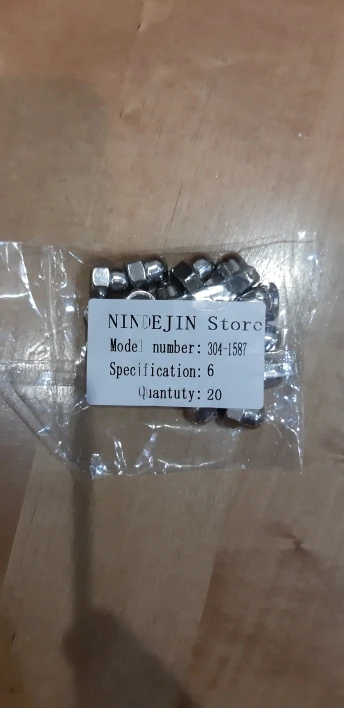 NINDEJIN Store
Model number: 304-1587
Specification: 6
Quantuty: 20